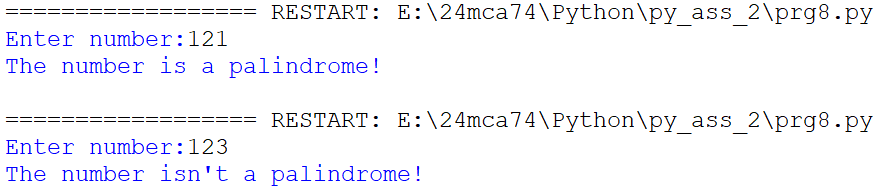 ================== RESTART: E:\24mca74\Python\py_ass_2\prg8.py
Enter number:121
The number is a palindrome!
================== RESTART: E:\24mca74\Python\py_ass_2\prg8.py
Enter number:123
The number isn't a palindrome!